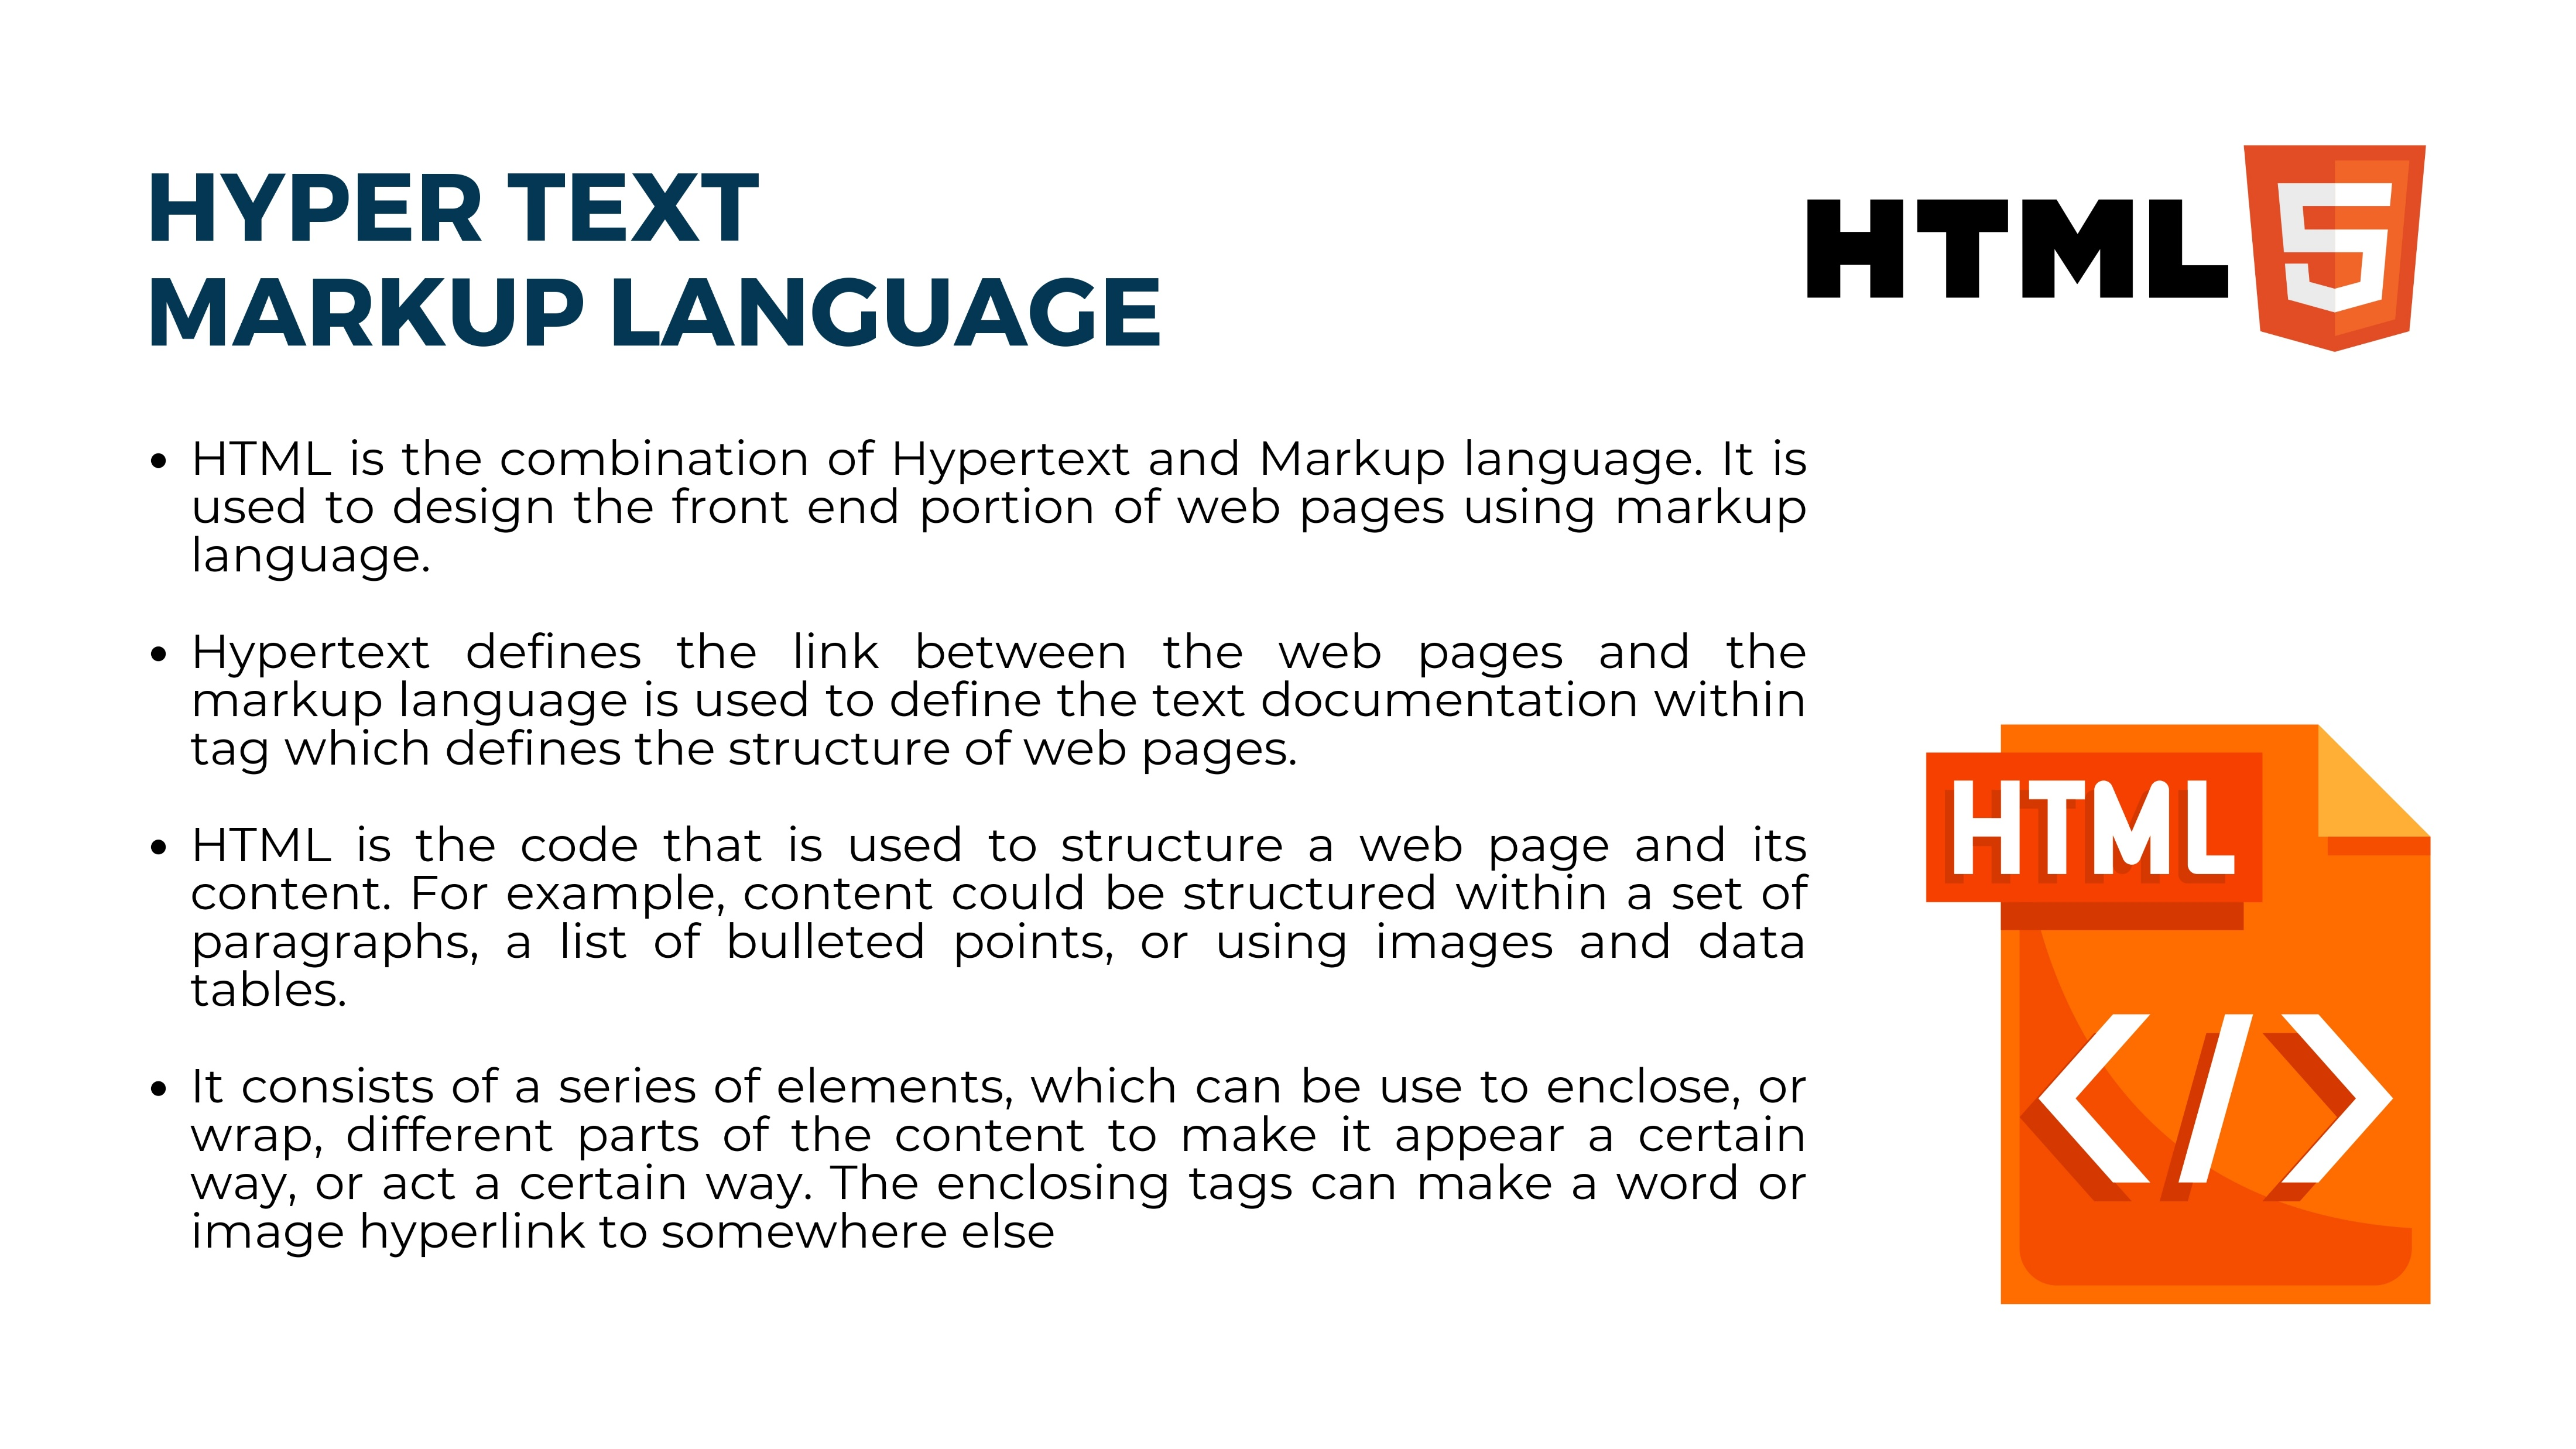 HYPER TEXT
MARKUP LANGUAGE
HTML 5
• HTML is the combination of Hypertext and Markup language. It is
used to design the front end portion of web pages using markup
language.
• Hypertext defines the link between the web pages and the
markup language is used to define the text documentation within
tag which defines the structure of web pages.
• HTML is the code that is used to structure a web page and its
content. For example, content could be structured within a set of
paragraphs, a list of bulleted points, or using images and data
tables.
• It consists of a series of elements, which can be use to enclose, or
wrap, different parts of the content to make it appear a certain
way, or act a certain way. The enclosing tags can make a word or
image hyperlink to somewhere else
HTML
</>